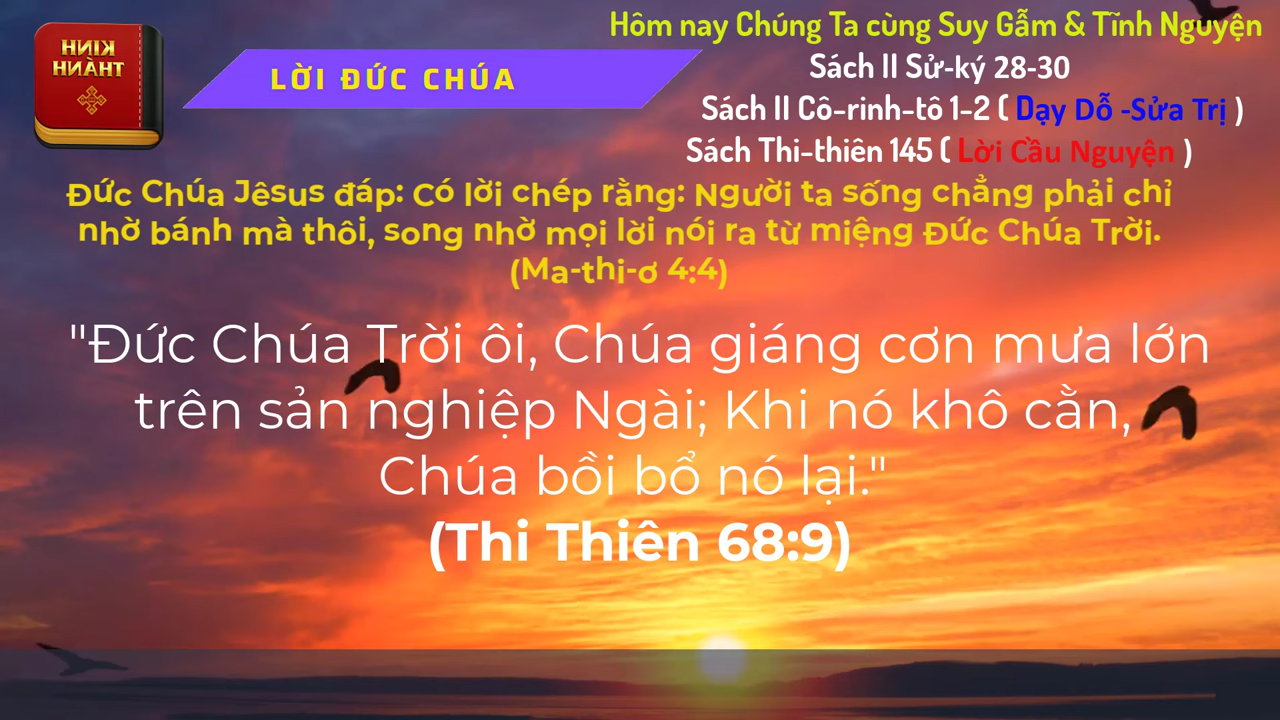 KINH
THÁNH
LỜI ĐỨC CHÚA
Hôm nay Chúng Ta cùng Suy Gẫm & Tĩnh Nguyện
Sách II Sử-ký 28-30
Sách II Cô-rinh-tô 1-2 ( Dạy Dỗ -Sửa Trị )
Sách Thi-thiên 145 ( Lời Cầu Nguyện )
Đức Chúa Jêsus đáp: Có lời chép rằng: Người ta sống chẳng phải chỉ
nhờ bánh mà thôi, song nhờ mọi lời nói ra từ miệng Đức Chúa Trời.
(Ma-thi-ơ 4:4)
"Đức Chúa Trời ôi, Chúa giáng cơn mưa lớn
trên sản nghiệp Ngài; Khi nó khô cằn,
Chúa bồi bổ nó lại."
(Thi Thiên 68:9)